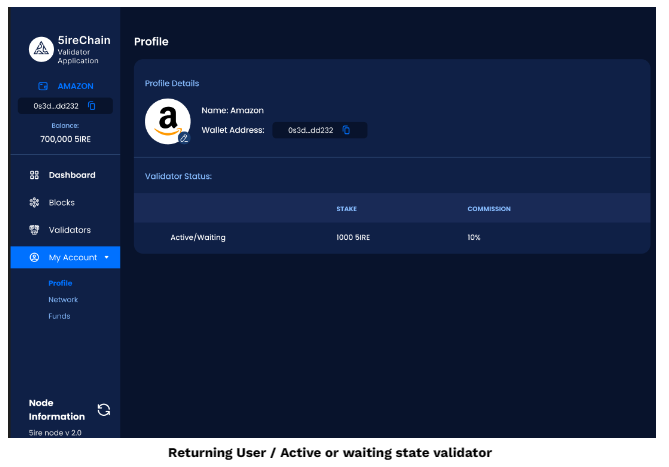 5ireChain
Validator
Application
AMAZON
0s3d...dd232
Balance:
700,000 5IRE
Dashboard
Blocks
Validators
My Account
Profile
Network
Funds
Node
Information
5ire node v 2.0
Profile
Profile Details
a
Name: Amazon
Wallet Address: 0s3d...dd232
Validator Status:
STAKE COMMISSION
Active/Waiting 1000 5IRE 10%
Returning User / Active or waiting state validator